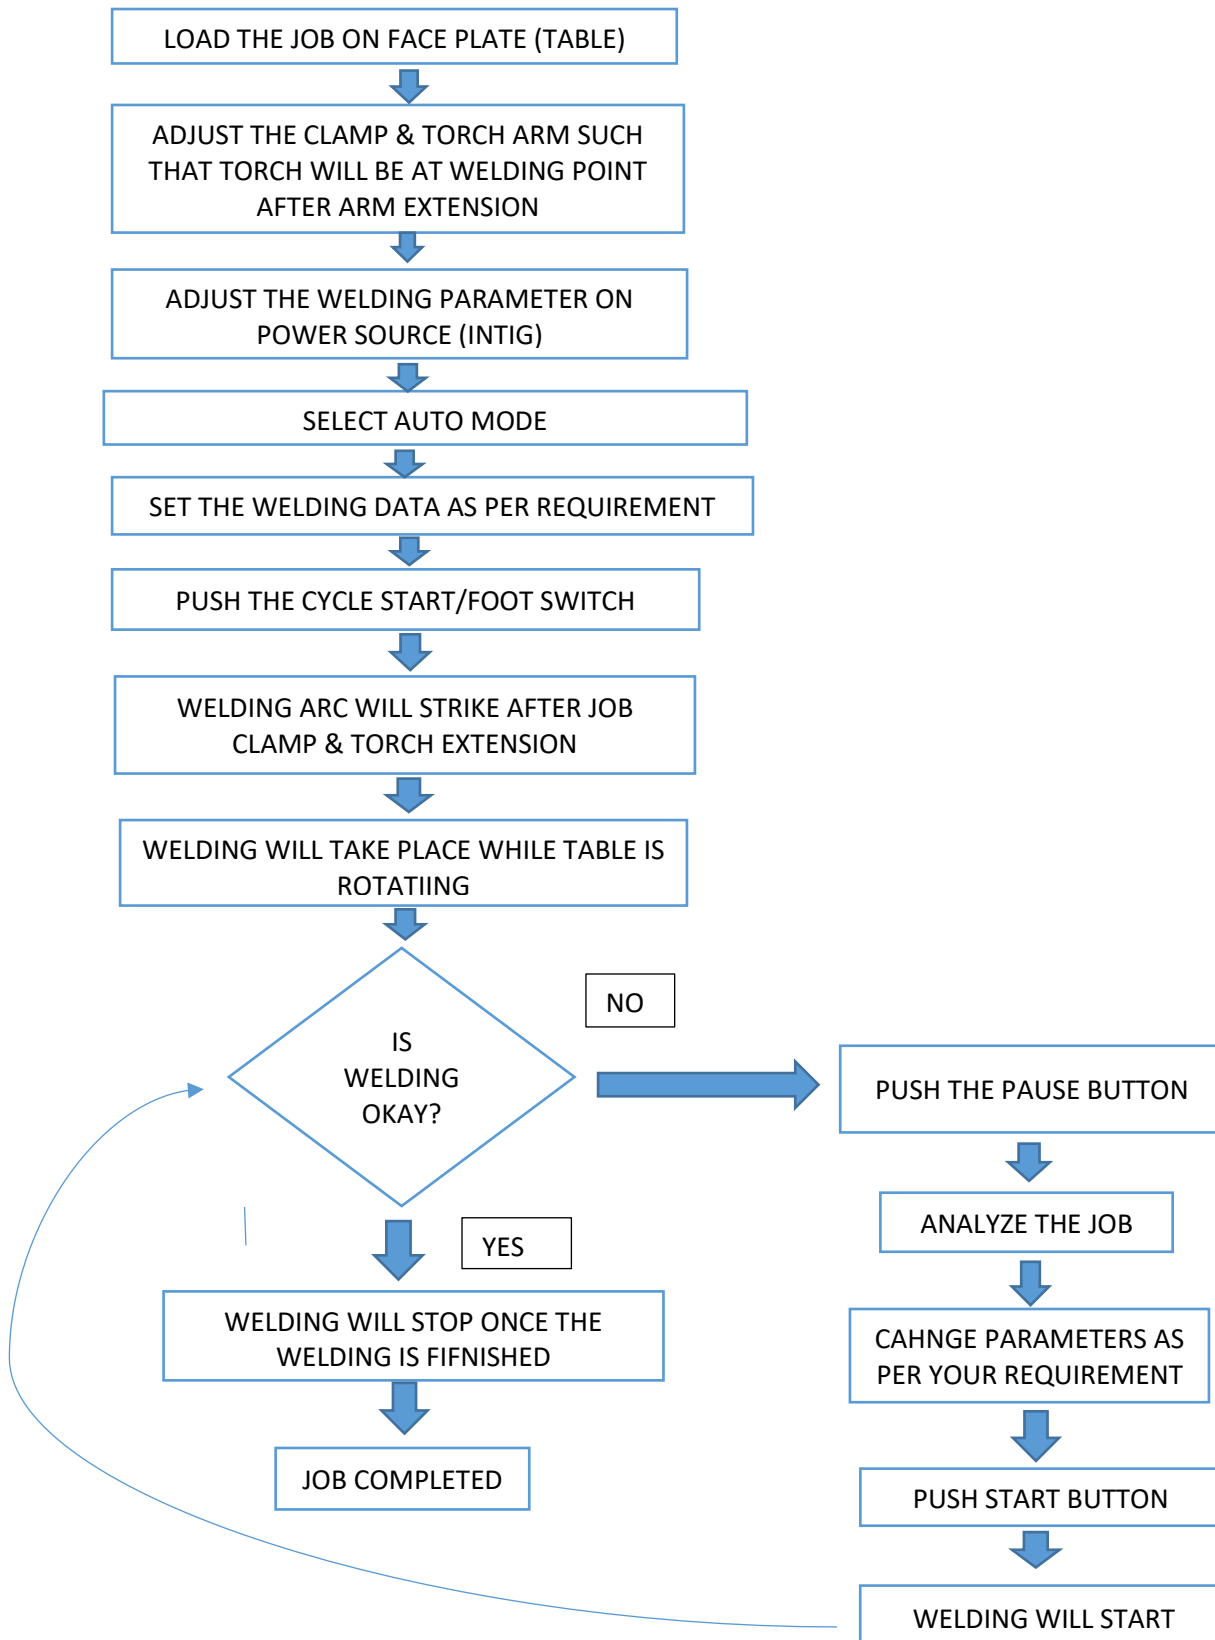 LOAD THE JOB ON FACE PLATE (TABLE)
ADJUST THE CLAMP & TORCH ARM SUCH
THAT TORCH WILL BE AT WELDING POINT
AFTER ARM EXTENSION
ADJUST THE WELDING PARAMETER ON
POWER SOURCE (INTIG)
SELECT AUTO MODE
SET THE WELDING DATA AS PER REQUIREMENT
PUSH THE CYCLE START/FOOT SWITCH
WELDING ARC WILL STRIKE AFTER JOB
CLAMP & TORCH EXTENSION
WELDING WILL TAKE PLACE WHILE TABLE IS
ROTATIING
IS
WELDING
OKAY?
NO
PUSH THE PAUSE BUTTON
ANALYZE THE JOB
CAHNGE PARAMETERS AS
PER YOUR REQUIREMENT
PUSH START BUTTON
WELDING WILL START
YES
WELDING WILL STOP ONCE THE
WELDING IS FIFNISHED
JOB COMPLETED